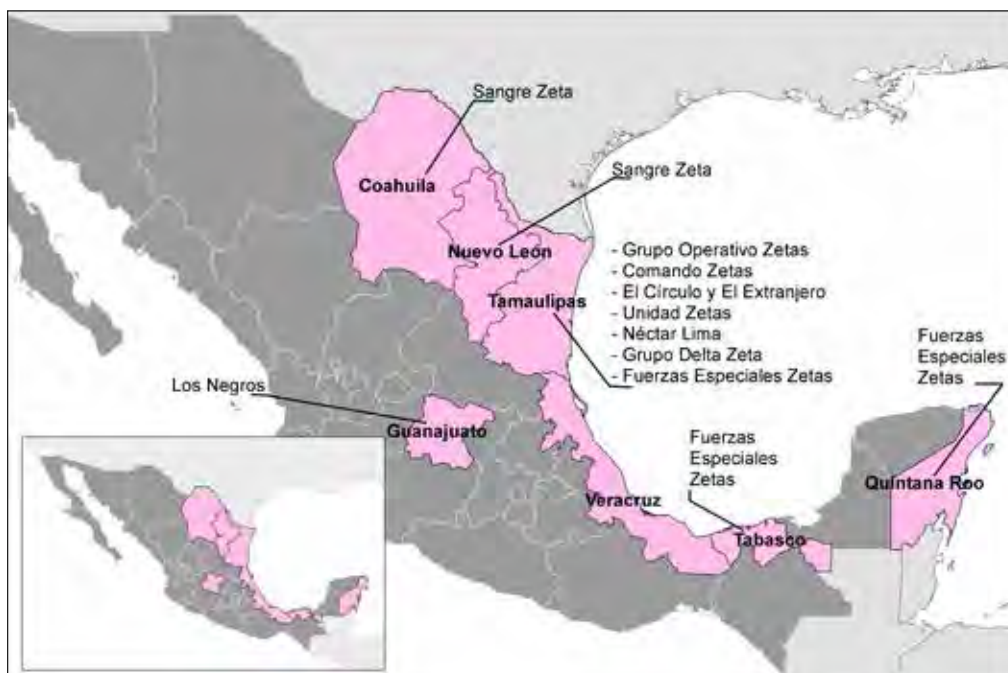 Sangre Zeta
Coahuila
Sangre Zeta
Nuevo León
Tamaulipas
- Grupo Operativo Zetas
- Comando Zetas
- El Círculo y El Extranjero
- Unidad Zetas
- Néctar Lima
- Grupo Delta Zeta
- Fuerzas Especiales Zetas
Fuerzas
Especiales
Zetas
Los Negros
Guanajuato
Fuerzas
Especiales
Zetas
Quintana Roo
Veracruz
Tabasco